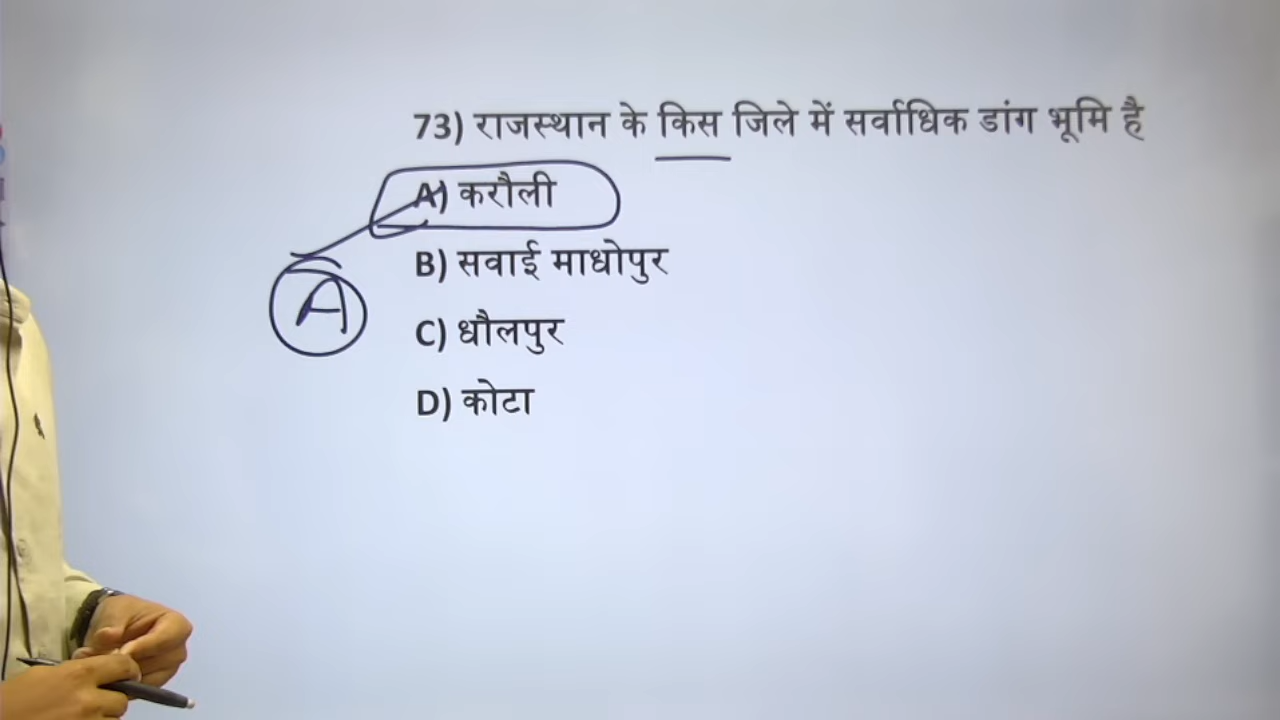 73) राजस्थान के किस जिले में सर्वाधिक डांग भूमि है
A) करौली
B) सवाई माधोपुर
A
C) धौलपुर
D) कोटा